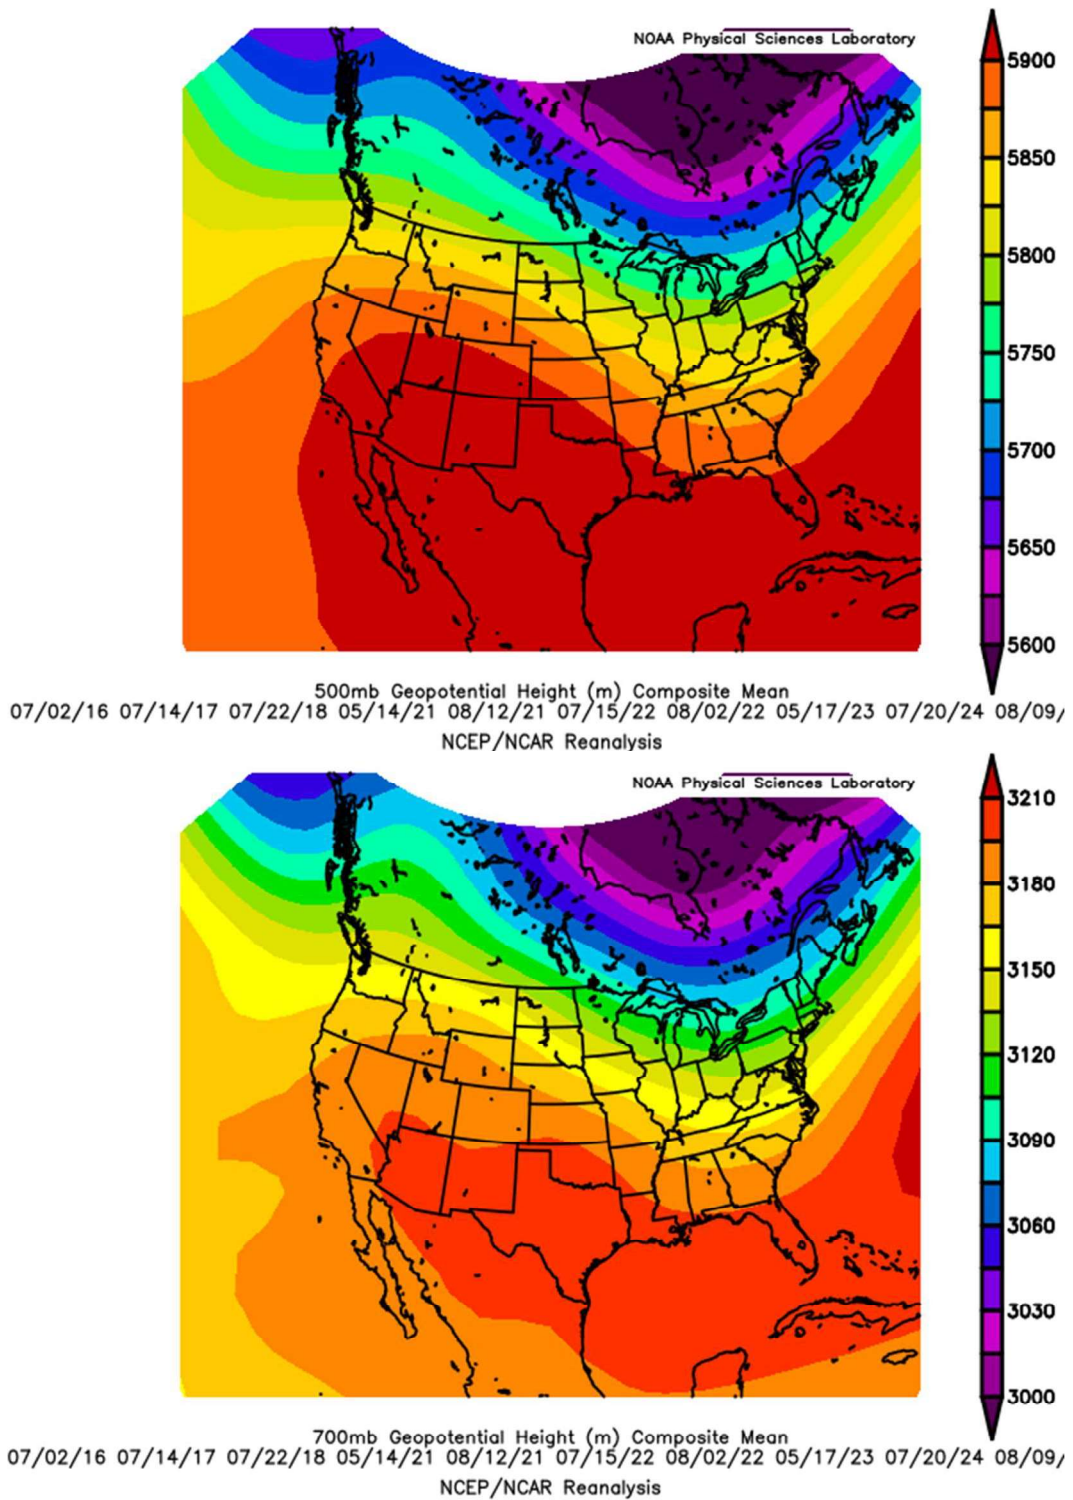 NOAA Physical Sciences Laboratory
5900
5850
5800
5750
5700
5650
5600
500mb Geopotential Height (m) Composite Mean
07/02/16 07/14/17 07/22/18 05/14/21 08/12/21 07/15/22 08/02/22 05/17/23 07/20/24 08/09/
NCEP/NCAR Reanalysis
NOAA Physical Sciences Laboratory
3210
3180
3150
3120
3090
3060
3030
3000
700mb Geopotential Height (m) Composite Mean
07/02/16 07/14/17 07/22/18 05/14/21 08/12/21 07/15/22 08/02/22 05/17/23 07/20/24 08/09/
NCEP/NCAR Reanalysis